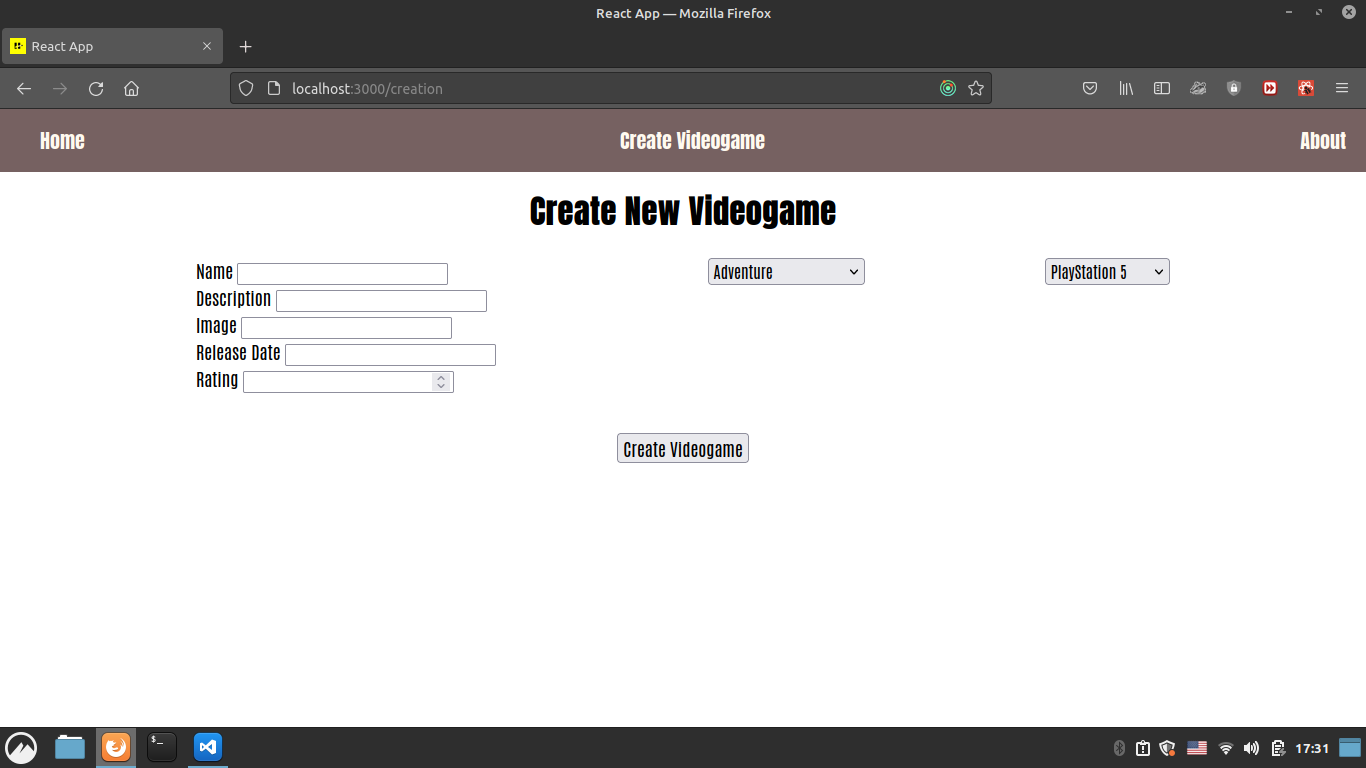 React App — Mozilla Firefox
React App
localhost:3000/creation
Home Create Videogame About
Create New Videogame
Name Adventure PlayStation 5
Description
Image
Release Date
Rating
Create Videogame
17:31